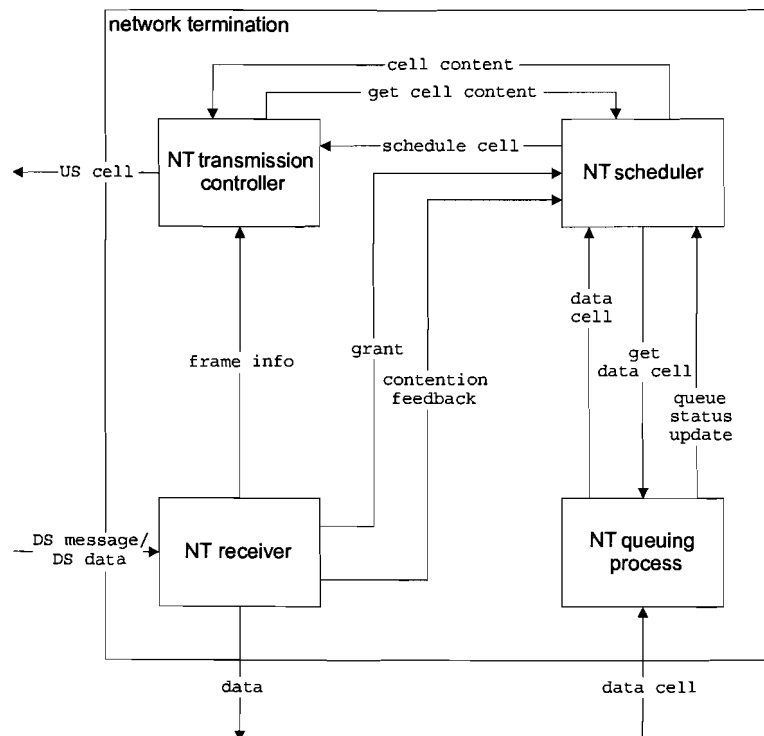 network termination
cell content
get cell content
schedule cell
US cell
NT transmission
controller
NT scheduler
data
cell
get
data cell
queue
status
update
frame info
grant
contention
feedback
DS message/
DS data
NT receiver
NT queuing
process
data
data cell